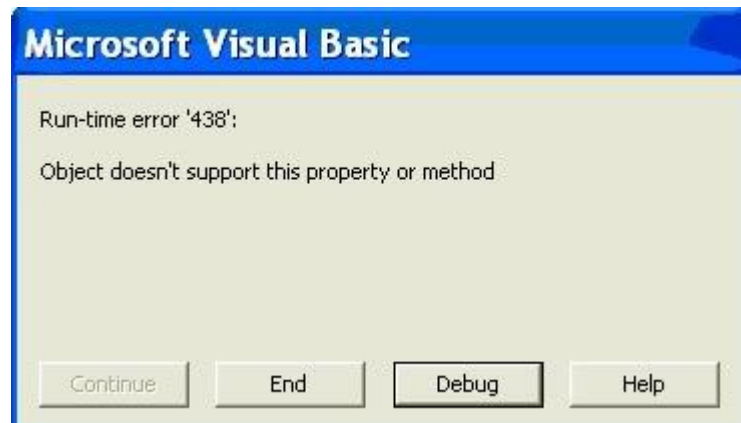 Microsoft Visual Basic
Run-time error '438':
Object doesn't support this property or method
Continue End Debug Help